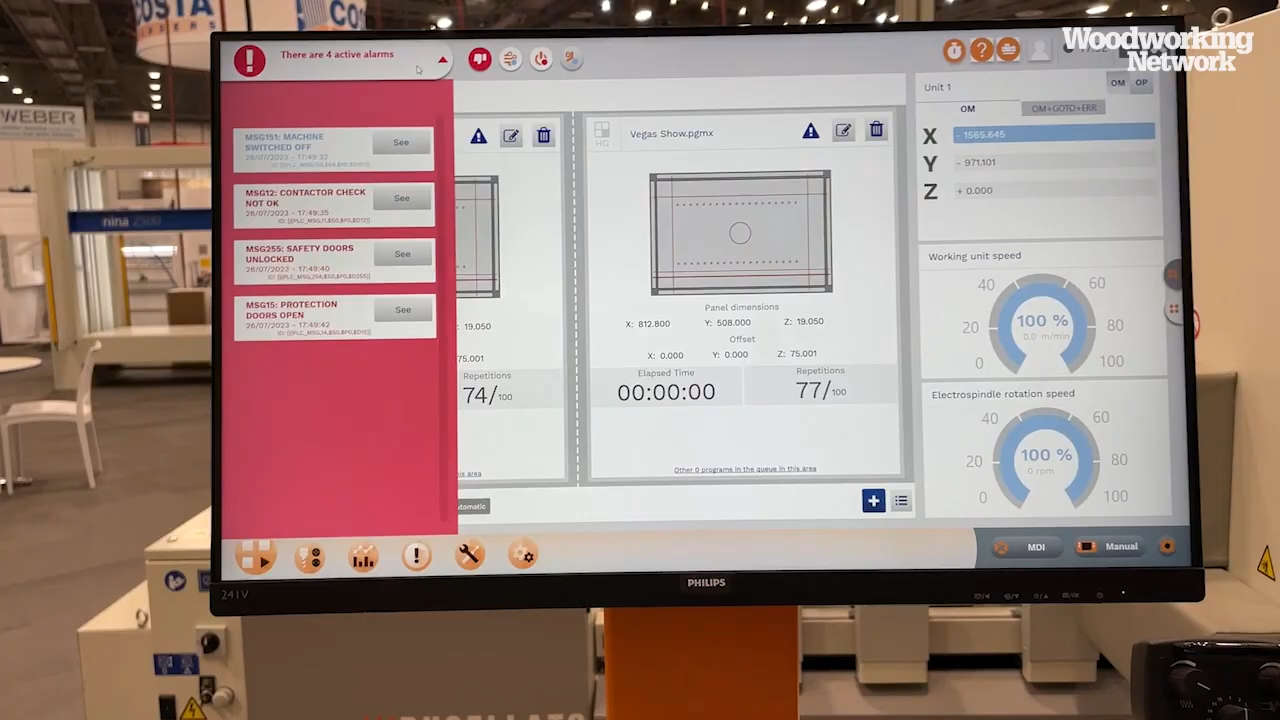 COSTA
CO
Woodworking
Network
WEBER
nina
There are 4 active alarms
MSG151: MACHINE
SWITCHED OFF
26/07/2023 - 17:49:32
See
MSG12: CONTACTOR CHECK
NOT OK
26/07/2023 - 17:49:35
See
MSG255: SAFETY DOORS
UNLOCKED
26/07/2023 - 17:49:40
See
MSG15: PROTECTION
DOORS OPEN
26/07/2023 - 17:49:42
See
: 19.050
75.001
Repetitions
74/100
is area
utomatic
HG
Vegas Show.pgmx
Panel dimensions
X: 812.800 Y: 508.000 Z: 19.050
Offset
X: 0.000 Y: 0.000 Z: 75.001
Elapsed Time
00:00:00
Repetitions
77/100
Other 0 programs in the queue in this area
Unit 1
OM OP
OM OM+GOTO+ERR
X - 1565.645
Y - 971.101
Z + 0.000
Working unit speed
40 60
20 100 % 80
0.0 m/min
0 100
Electrospindle rotation speed
40 60
20 100 % 80
0 rpm
0 100
MDI Manual
241V
PHILIPS